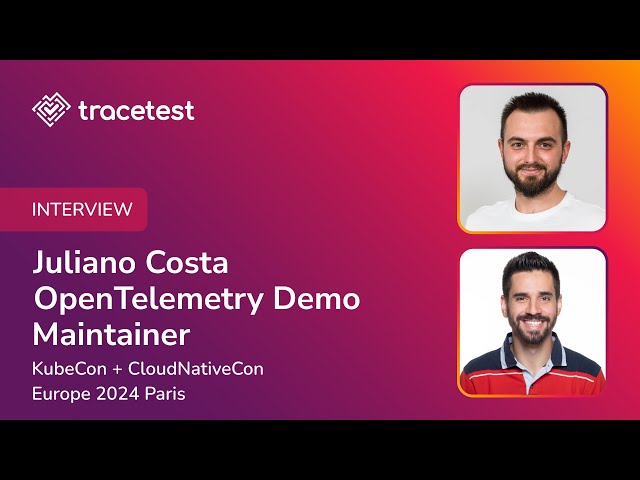 tracetest
INTERVIEW
Juliano Costa
OpenTelemetry Demo
Maintainer
KubeCon + CloudNativeCon
Europe 2024 Paris